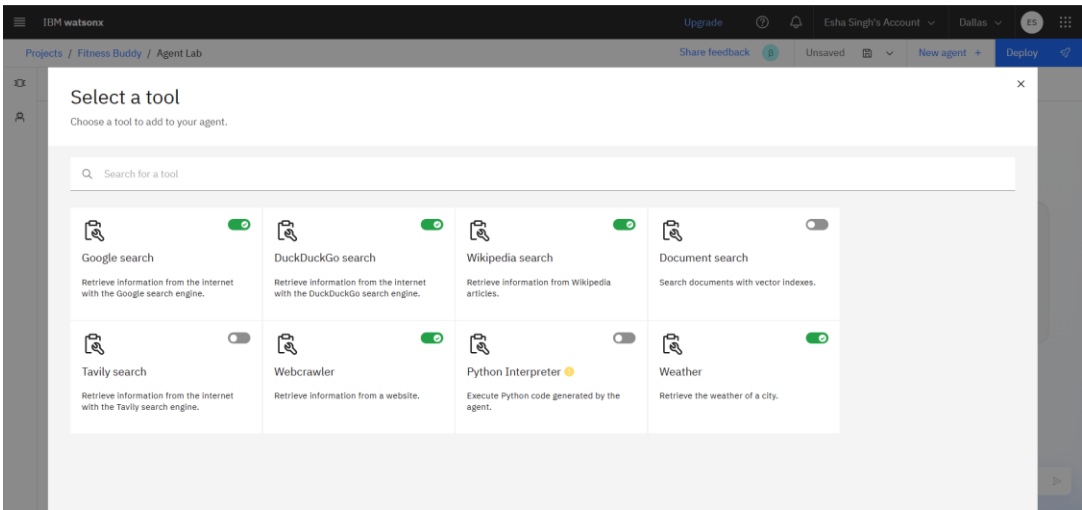 IBM watsonx
Upgrade
Esha Singh's Account
Dallas
ES
Projects / Fitness Buddy / Agent Lab
Share feedback
Unsaved
New agent +
Deploy
Select a tool
Choose a tool to add to your agent.
Search for a tool
Google search
Retrieve information from the internet
with the Google search engine.
DuckDuckGo search
Retrieve information from the internet
with the DuckDuckGo search engine.
Wikipedia search
Retrieve information from Wikipedia
articles.
Document search
Search documents with vector indexes.
Tavily search
Retrieve information from the internet
with the Tavily search engine.
Webcrawler
Retrieve information from a website.
Python Interpreter
Execute Python code generated by the
agent.
Weather
Retrieve the weather of a city.